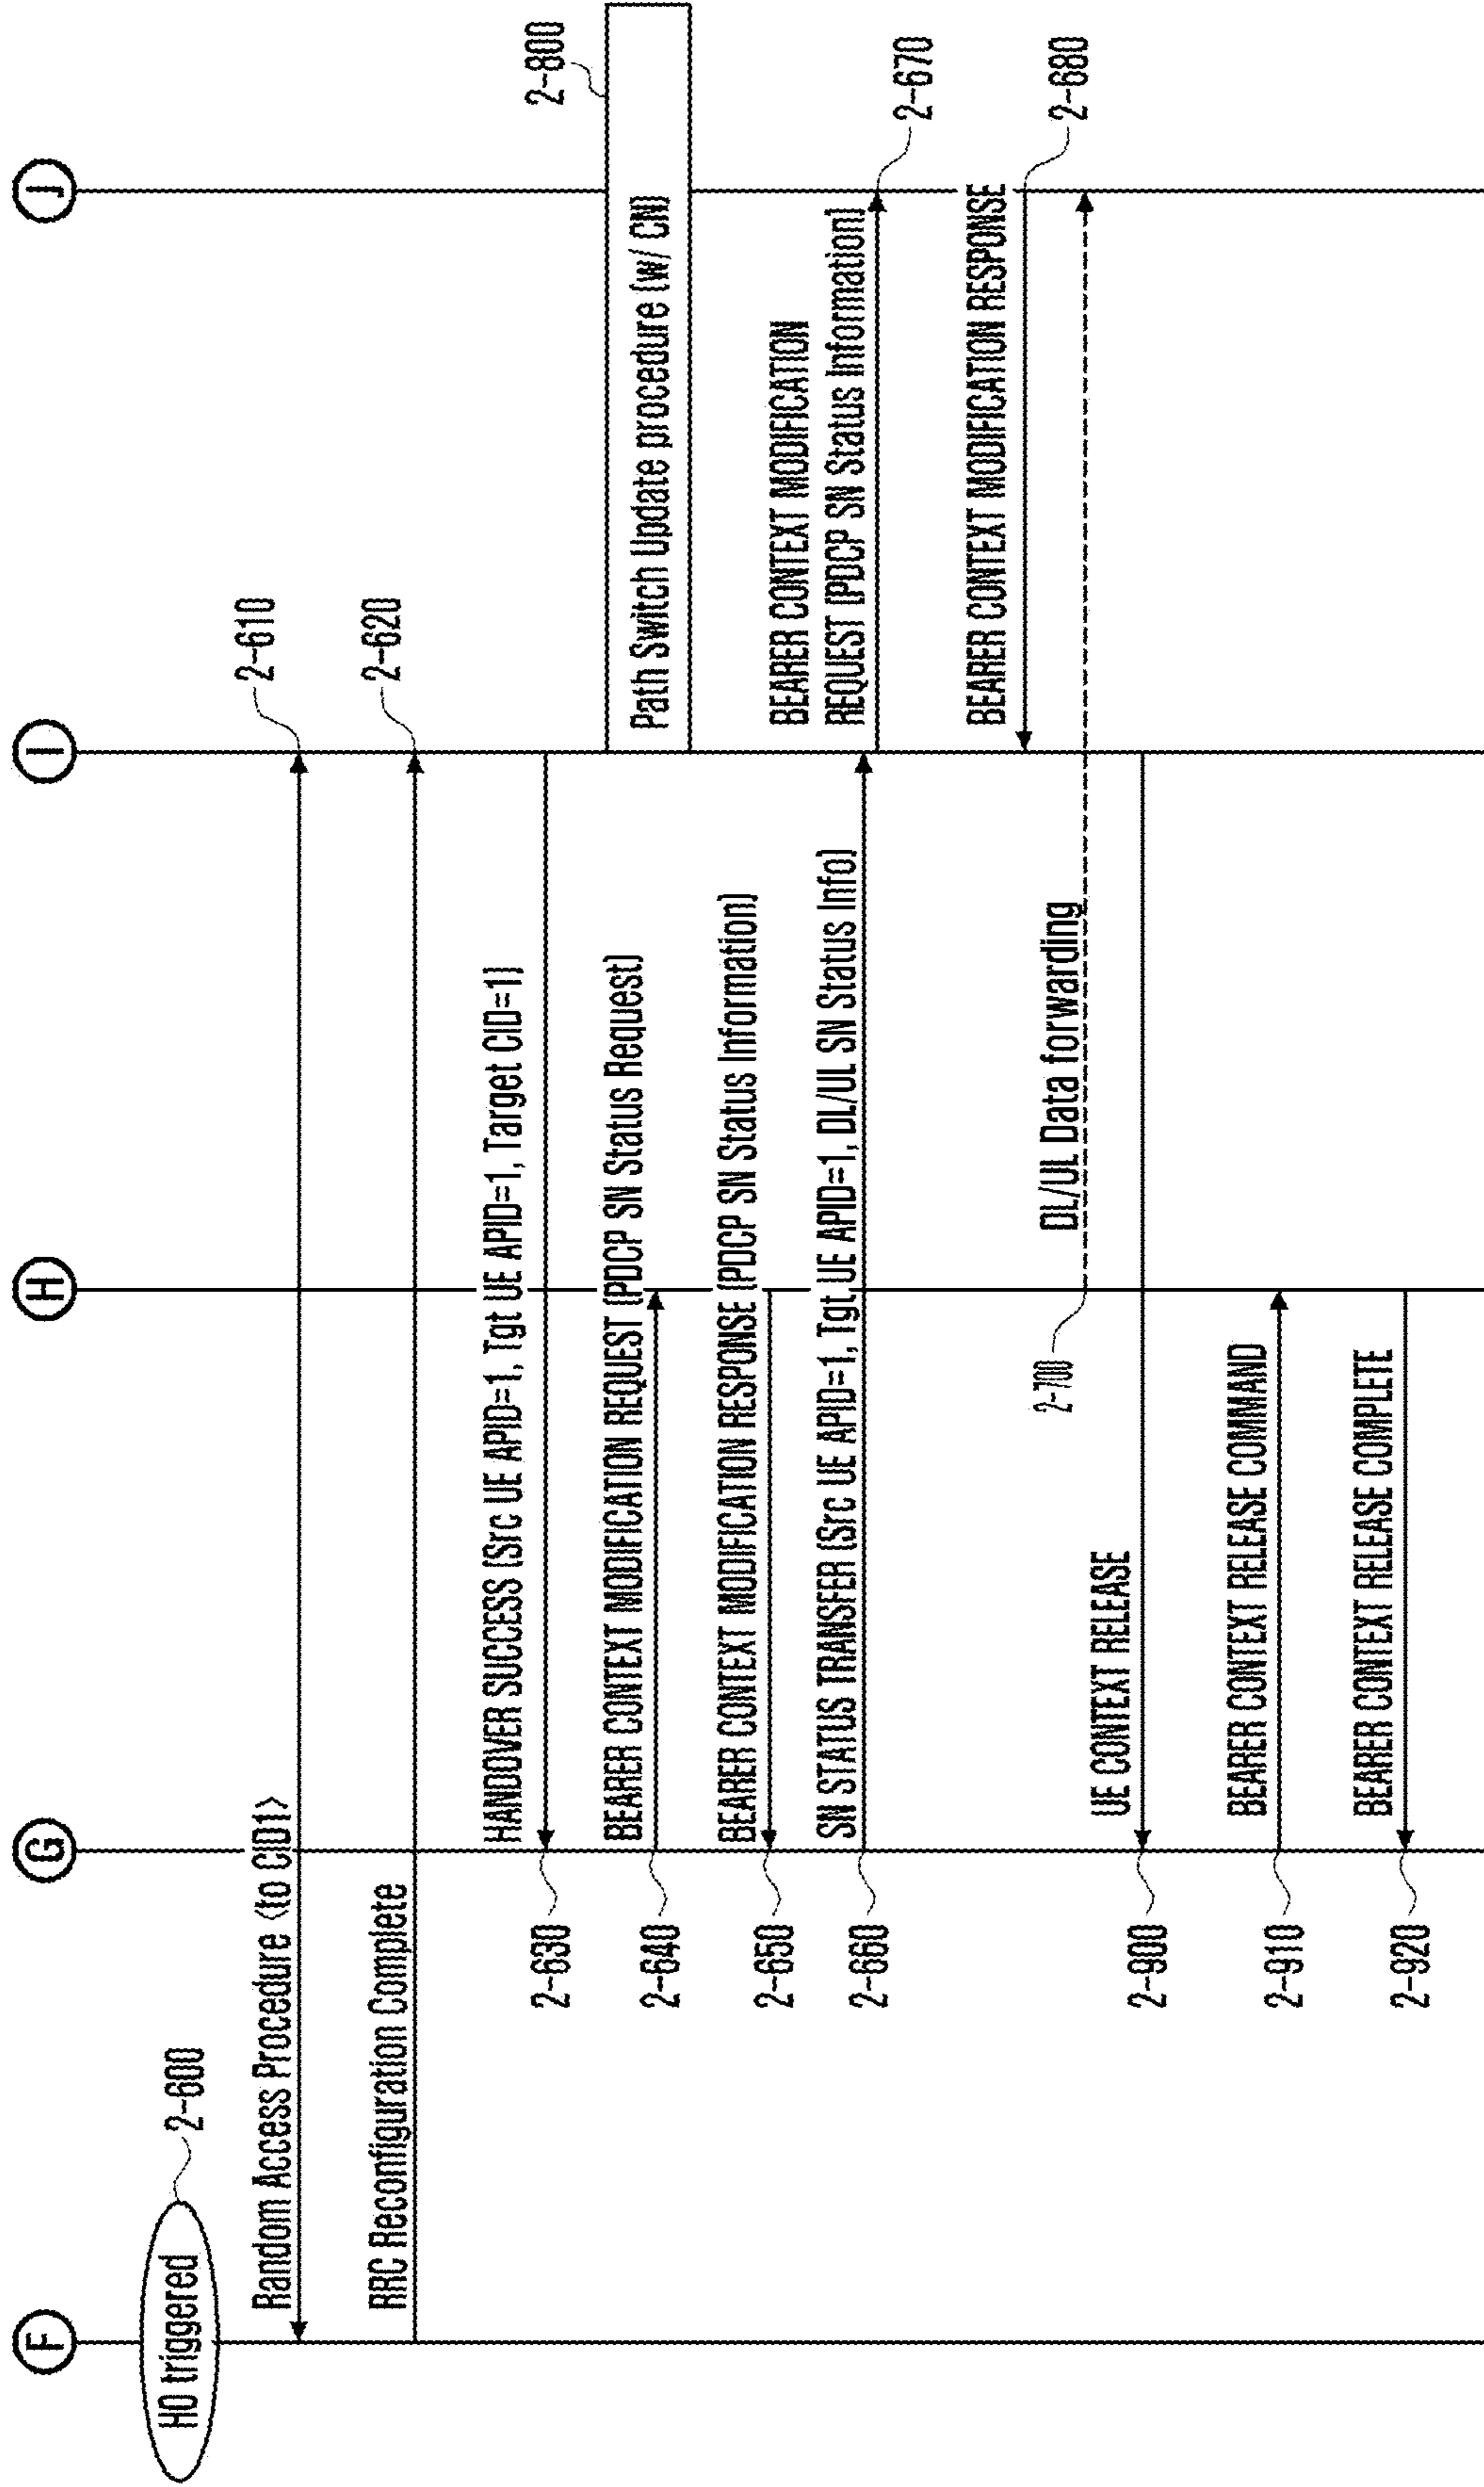 F
G
H
I
J
HO triggered
2-600
Random Access Procedure <to CID1>
2-610
RRC Reconfiguration Complete
2-620
HANDOVER SUCCESS (Src UE APID=1, Tgt UE APID=1, Target CID=1)
2-630
2-800
Path Switch Update procedure (w/ CN)
BEARER CONTEXT MODIFICATION REQUEST (PDCP SN Status Request)
2-640
BEARER CONTEXT MODIFICATION RESPONSE (PDCP SN Status Information)
2-650
SN STATUS TRANSFER (Src UE APID=1, Tgt UE APID=1, DL/UL SN Status Info)
2-660
BEARER CONTEXT MODIFICATION
REQUEST (PDCP SN Status Information)
2-670
BEARER CONTEXT MODIFICATION RESPONSE
2-680
2-700
DL/UL Data forwarding
UE CONTEXT RELEASE
2-900
BEARER CONTEXT RELEASE COMMAND
2-910
BEARER CONTEXT RELEASE COMPLETE
2-920